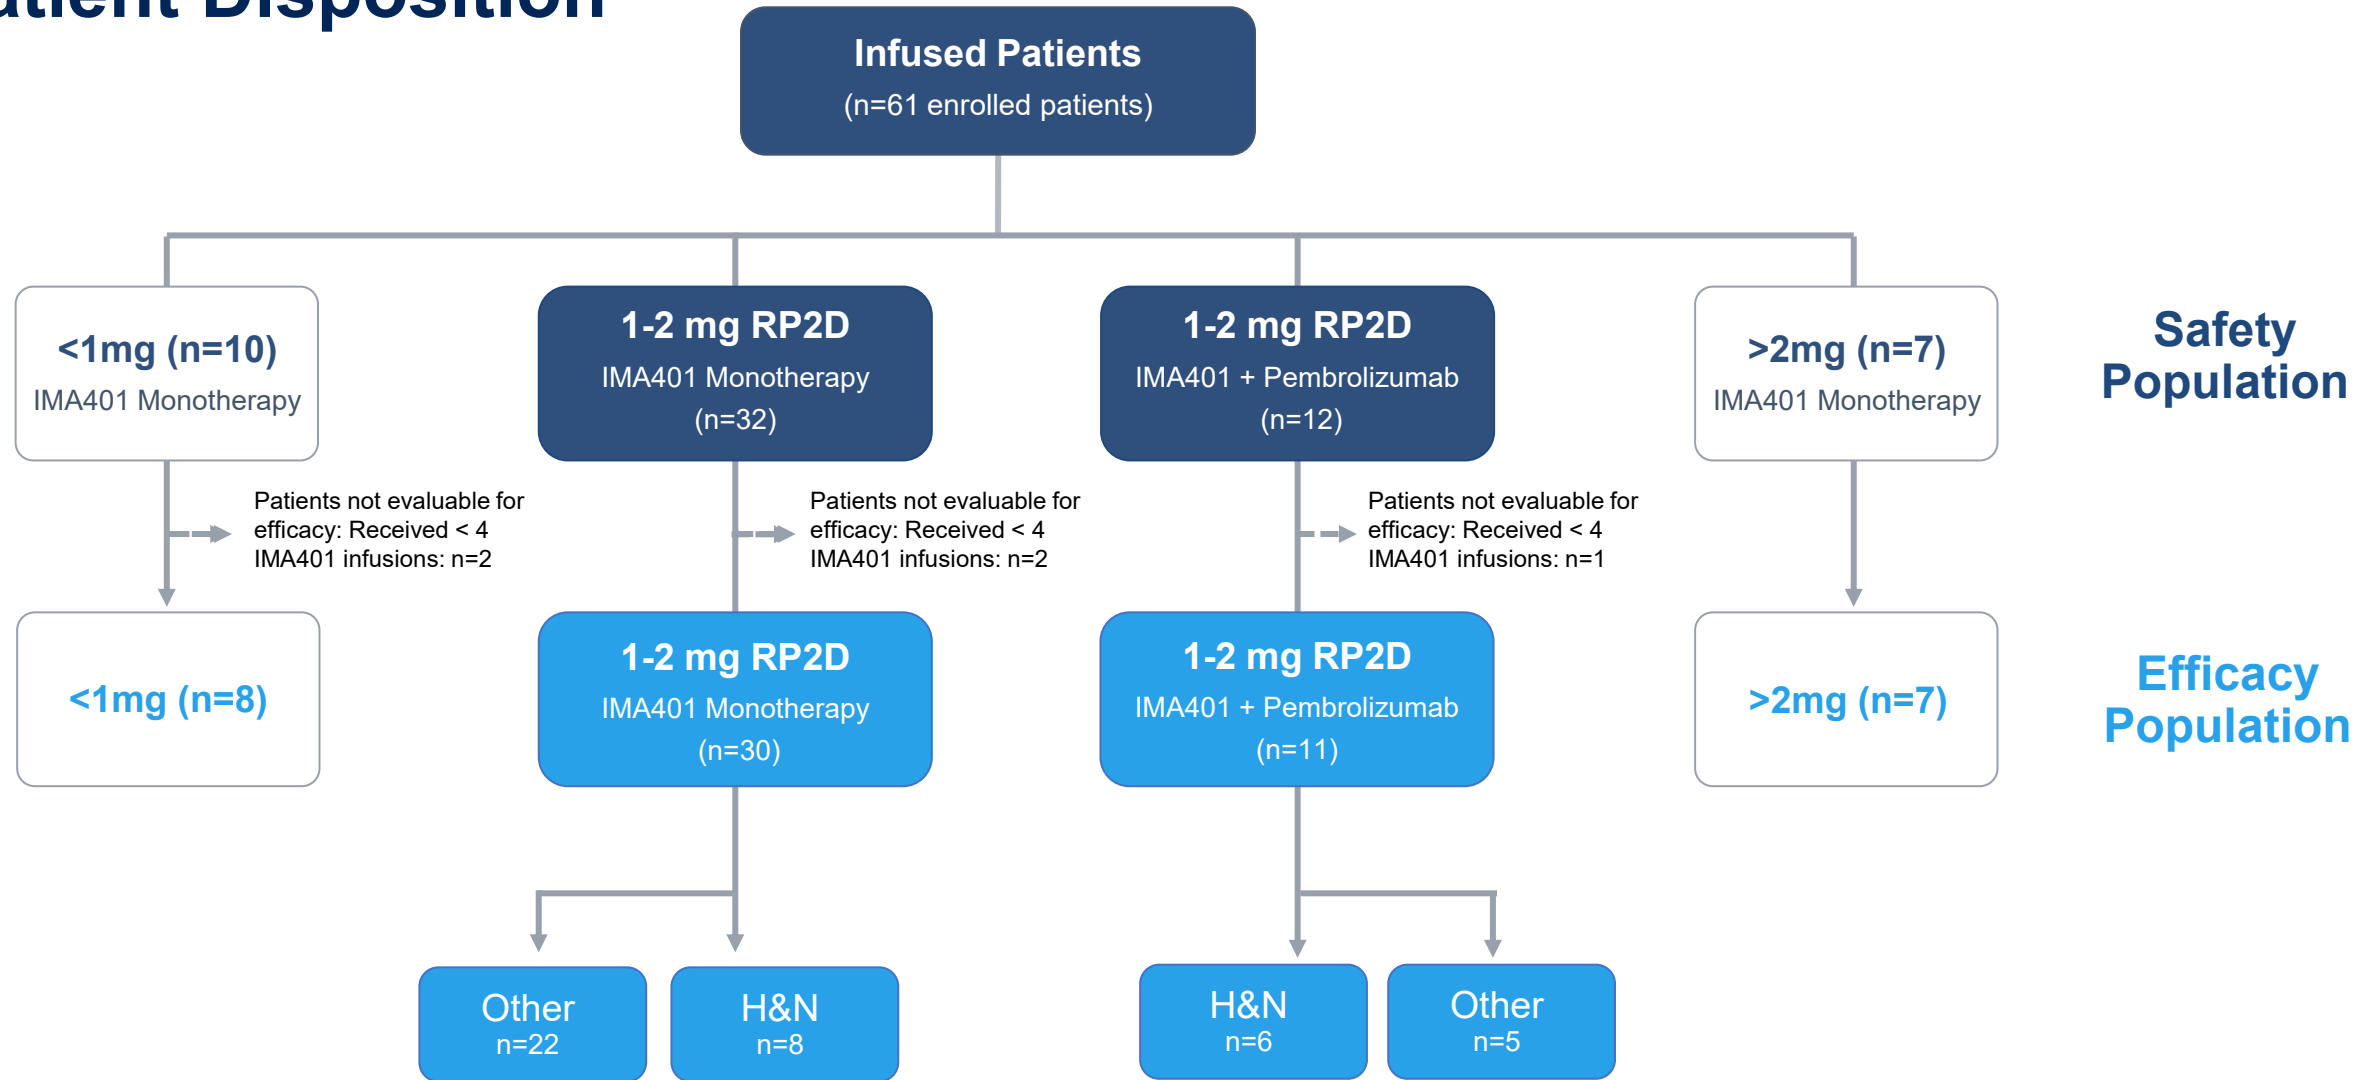 Disposition
Infused Patients
(n=61 enrolled patients)
<1mg (n=10)
IMA401 Monotherapy
1-2 mg RP2D
IMA401 Monotherapy
(n=32)
1-2 mg RP2D
IMA401 + Pembrolizumab
(n=12)
>2mg (n=7)
IMA401 Monotherapy
Safety
Population
Patients not evaluable for
efficacy: Received < 4
IMA401 infusions: n=2
Patients not evaluable for
efficacy: Received < 4
IMA401 infusions: n=2
Patients not evaluable for
efficacy: Received < 4
IMA401 infusions: n=1
<1mg (n=8)
1-2 mg RP2D
IMA401 Monotherapy
(n=30)
1-2 mg RP2D
IMA401 + Pembrolizumab
(n=11)
>2mg (n=7)
Efficacy
Population
Other
n=22
H&N
n=8
H&N
n=6
Other
n=5